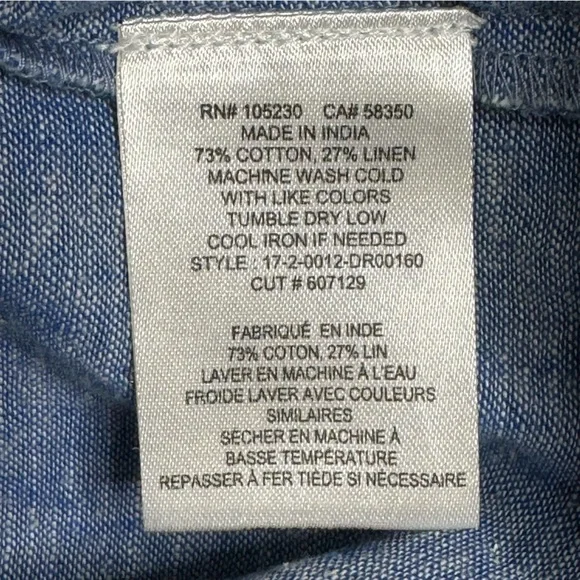 RN# 105230 CA# 58350
MADE IN INDIA
73% COTTON, 27% LINEN
MACHINE WASH COLD
WITH LIKE COLORS
TUMBLE DRY LOW
COOL IRON IF NEEDED
STYLE : 17-2-0012-DR00160
CUT # 607129
FABRIQUÉ EN INDE
73% COTON, 27% LIN
LAVER EN MACHINE À L'EAU
FROIDE LAVER AVEC COULEURS
SIMILAIRES
SÉCHER EN MACHINE À
BASSE TEMPÉRATURE
REPASSER À FER TIÈDE SI NÉCESSAIRE